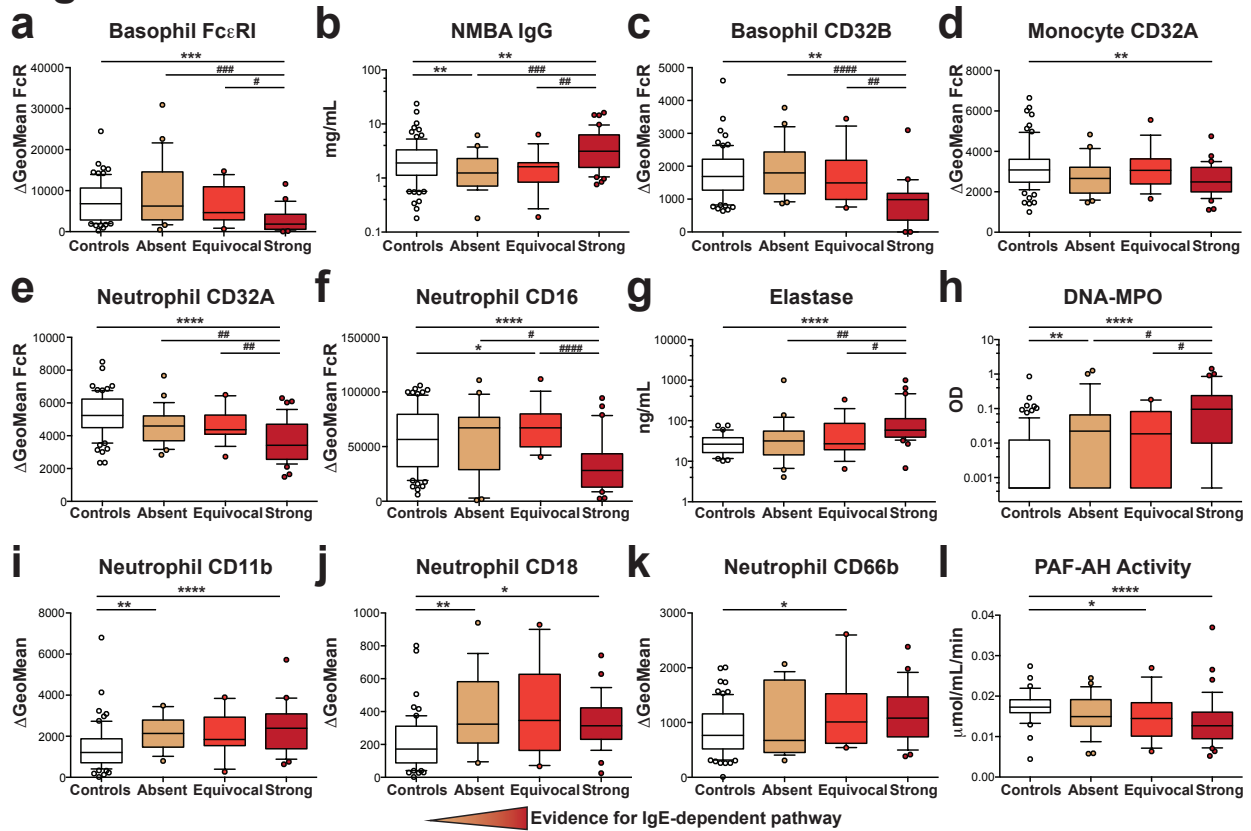 a Basophil FcεRI
***
###
#
ΔGeoMean FcR
40000
30000
20000
10000
0
Controls Absent Equivocal Strong
b NMBA IgG
**
** ###
##
mg/mL
100
10
1
0.1
Controls Absent Equivocal Strong
c Basophil CD32B
**
####
##
ΔGeoMean FcR
5000
4000
3000
2000
1000
0
Controls Absent Equivocal Strong
d Monocyte CD32A
**
ΔGeoMean FcR
8000
6000
4000
2000
0
Controls Absent Equivocal Strong
e Neutrophil CD32A
****
##
##
ΔGeoMean FcR
10000
8000
6000
4000
2000
0
Controls Absent Equivocal Strong
f Neutrophil CD16
****
#
* ####
ΔGeoMean FcR
150000
100000
50000
0
Controls Absent Equivocal Strong
g Elastase
****
##
#
ng/mL
10000
1000
100
10
1
Controls Absent Equivocal Strong
h DNA-MPO
****
** #
#
OD
10
1
0.1
0.01
0.001
Controls Absent Equivocal Strong
i Neutrophil CD11b
****
**
ΔGeoMean
8000
6000
4000
2000
0
Controls Absent Equivocal Strong
j Neutrophil CD18
*
**
ΔGeoMean
1000
800
600
400
200
0
Controls Absent Equivocal Strong
k Neutrophil CD66b
*
ΔGeoMean
3000
2000
1000
0
Controls Absent Equivocal Strong
l PAF-AH Activity
****
*
μmol/mL/min
0.04
0.03
0.02
0.01
0.00
Controls Absent Equivocal Strong
Evidence for IgE-dependent pathway